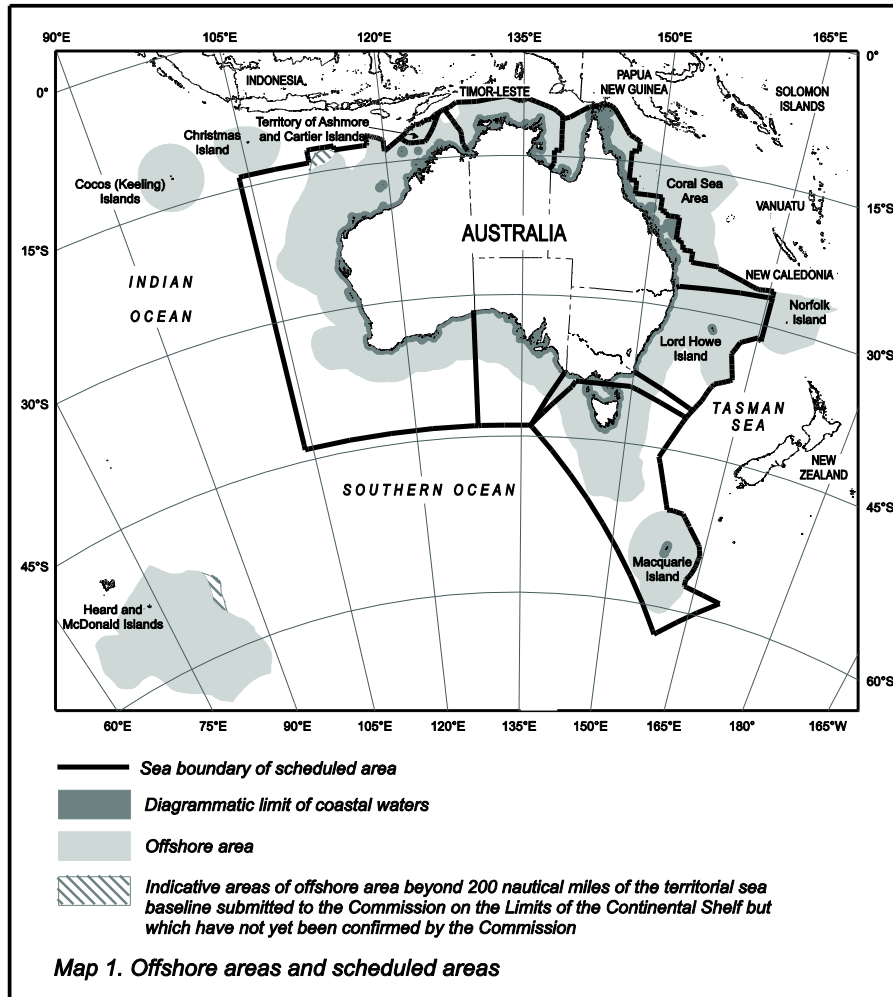 90°E
105°E
120°E
135°E
150°E
165°E
0°
0°
INDONESIA
TIMOR-LESTE
PAPUA
NEW GUINEA
SOLOMON
ISLANDS
Territory of Ashmore
and Cartier Islands
Christmas
Island
Cocos (Keeling)
Islands
Coral Sea
Area
VANUATU
15°S
15°S
AUSTRALIA
INDIAN
OCEAN
NEW CALEDONIA
Norfolk
Island
Lord Howe
Island
30°S
30°S
TASMAN
SEA
NEW
ZEALAND
SOUTHERN OCEAN
45°S
45°S
Macquarie
Island
Heard and
McDonald Islands
60°S
60°E
75°E
90°E
105°E
120°E
135°E
150°E
165°E
180°
165°W
Sea boundary of scheduled area
Diagrammatic limit of coastal waters
Offshore area
Indicative areas of offshore area beyond 200 nautical miles of the territorial sea
baseline submitted to the Commission on the Limits of the Continental Shelf but
which have not yet been confirmed by the Commission
Map 1. Offshore areas and scheduled areas